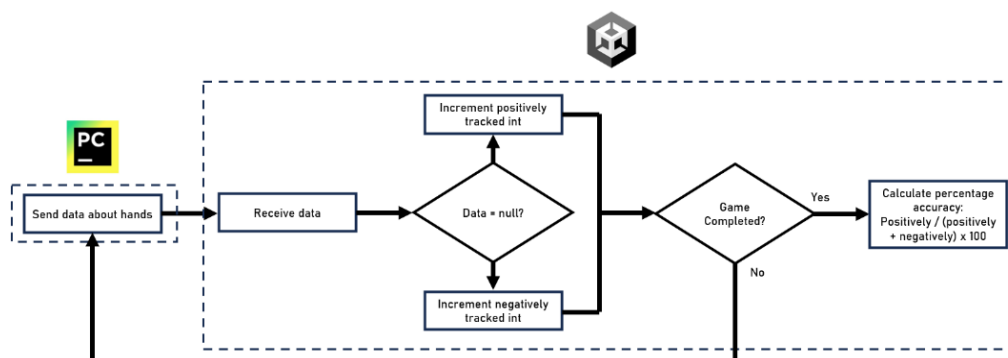 PC
Send data about hands
Receive data
Increment positively
tracked int
Data = null?
Increment negatively
tracked int
Game
Completed?
Yes
No
Calculate percentage
accuracy:
Positively / (positively
+ negatively) x 100